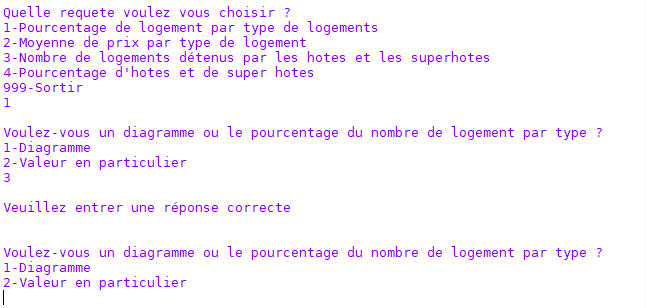 Quelle requete voulez vous choisir ?
1-Pourcentage de logement par type de logements
2-Moyenne de prix par type de logement
3-Nombre de logements détenus par les hotes et les superhotes
4-Pourcentage d'hotes et de super hotes
999-Sortir
1
Voulez-vous un diagramme ou le pourcentage du nombre de logement par type ?
1-Diagramme
2-Valeur en particulier
3
Veuillez entrer une réponse correcte
Voulez-vous un diagramme ou le pourcentage du nombre de logement par type ?
1-Diagramme
2-Valeur en particulier